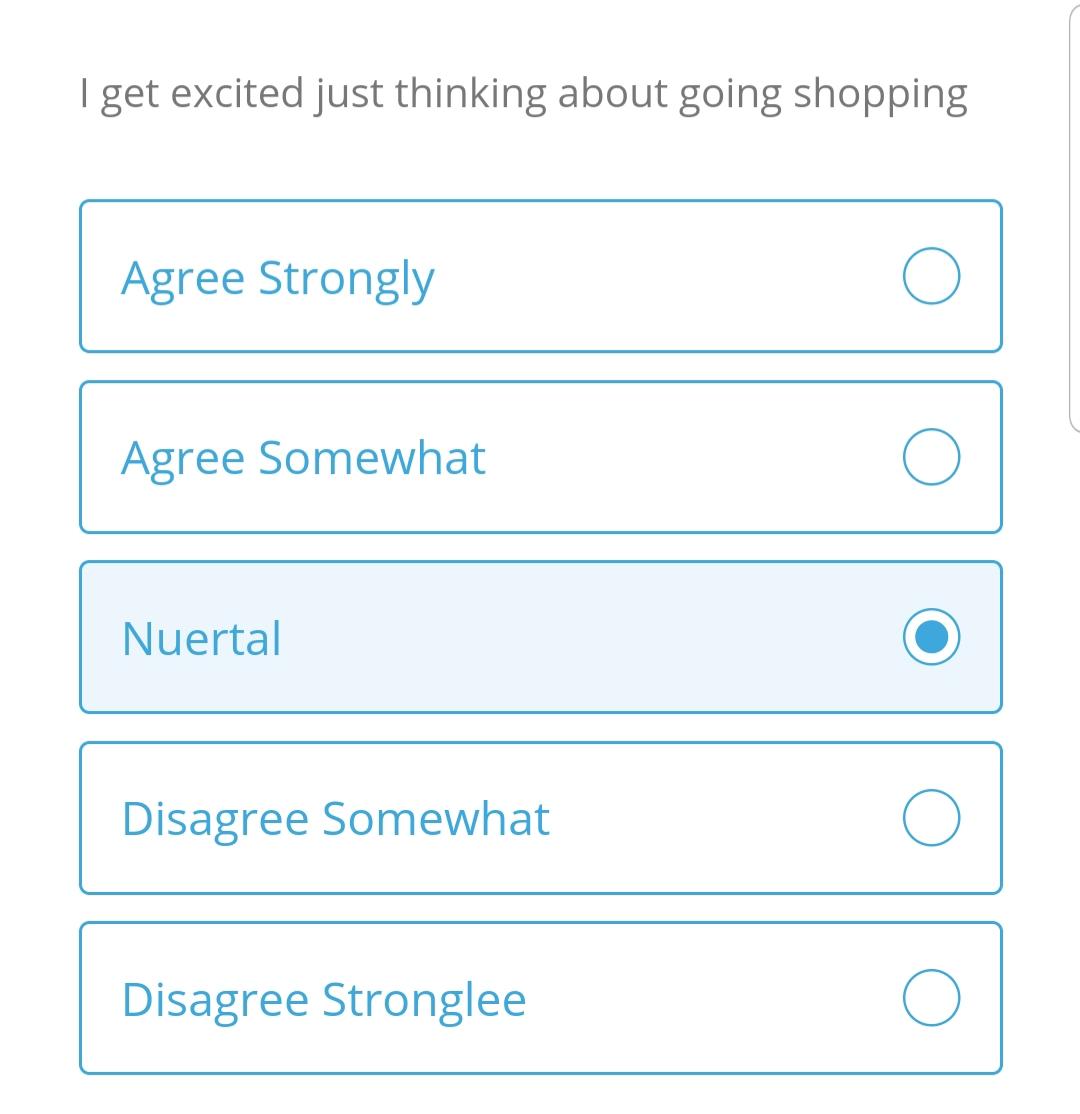 I get excited just thinking about going shopping
Agree Strongly
Agree Somewhat
Nuertal
Disagree Somewhat
Disagree Stronglee